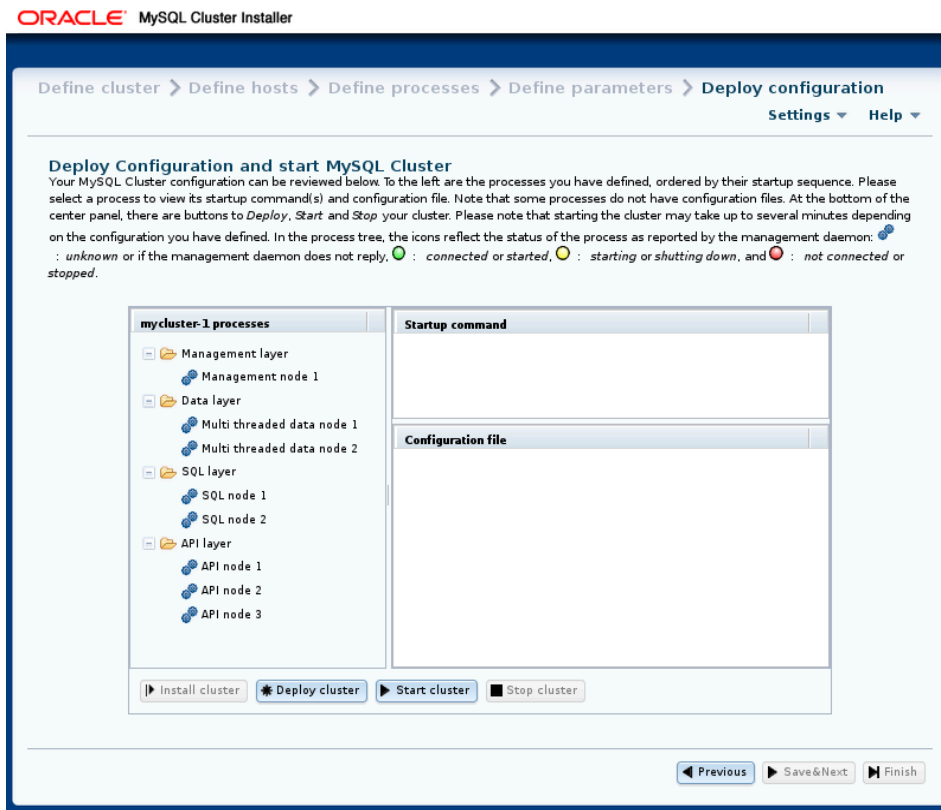 ORACLE® MySQL Cluster Installer
Define cluster > Define hosts > Define processes > Define parameters > Deploy configuration
Settings Help
Deploy Configuration and start MySQL Cluster
Your MySQL Cluster configuration can be reviewed below. To the left are the processes you have defined, ordered by their startup sequence. Please
select a process to view its startup command(s) and configuration file. Note that some processes do not have configuration files. At the bottom of the
center panel, there are buttons to Deploy, Start and Stop your cluster. Please note that starting the cluster may take up to several minutes depending
on the configuration you have defined. In the process tree, the icons reflect the status of the process as reported by the management daemon:
: unknown or if the management daemon does not reply, : connected or started, : starting or shutting down, and : not connected or
stopped.
mycluster-1 processes
Management layer
Management node 1
Data layer
Multi threaded data node 1
Multi threaded data node 2
SQL layer
SQL node 1
SQL node 2
API layer
API node 1
API node 2
API node 3
Startup command
Configuration file
Install cluster Deploy cluster Start cluster Stop cluster
Previous Save&Next Finish